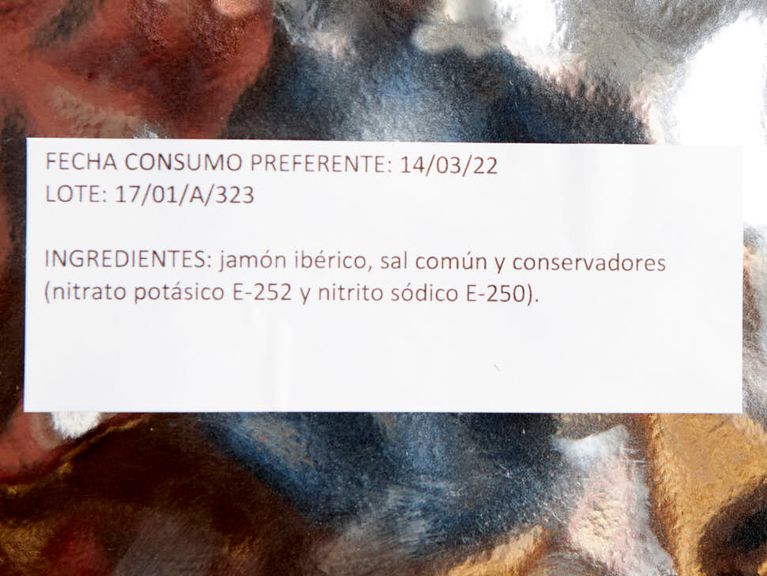 FECHA CONSUMO PREFERENTE: 14/03/22
LOTE: 17/01/A/323
INGREDIENTES: jamón ibérico, sal común y conservadores
(nitrato potásico E-252 y nitrito sódico E-250).